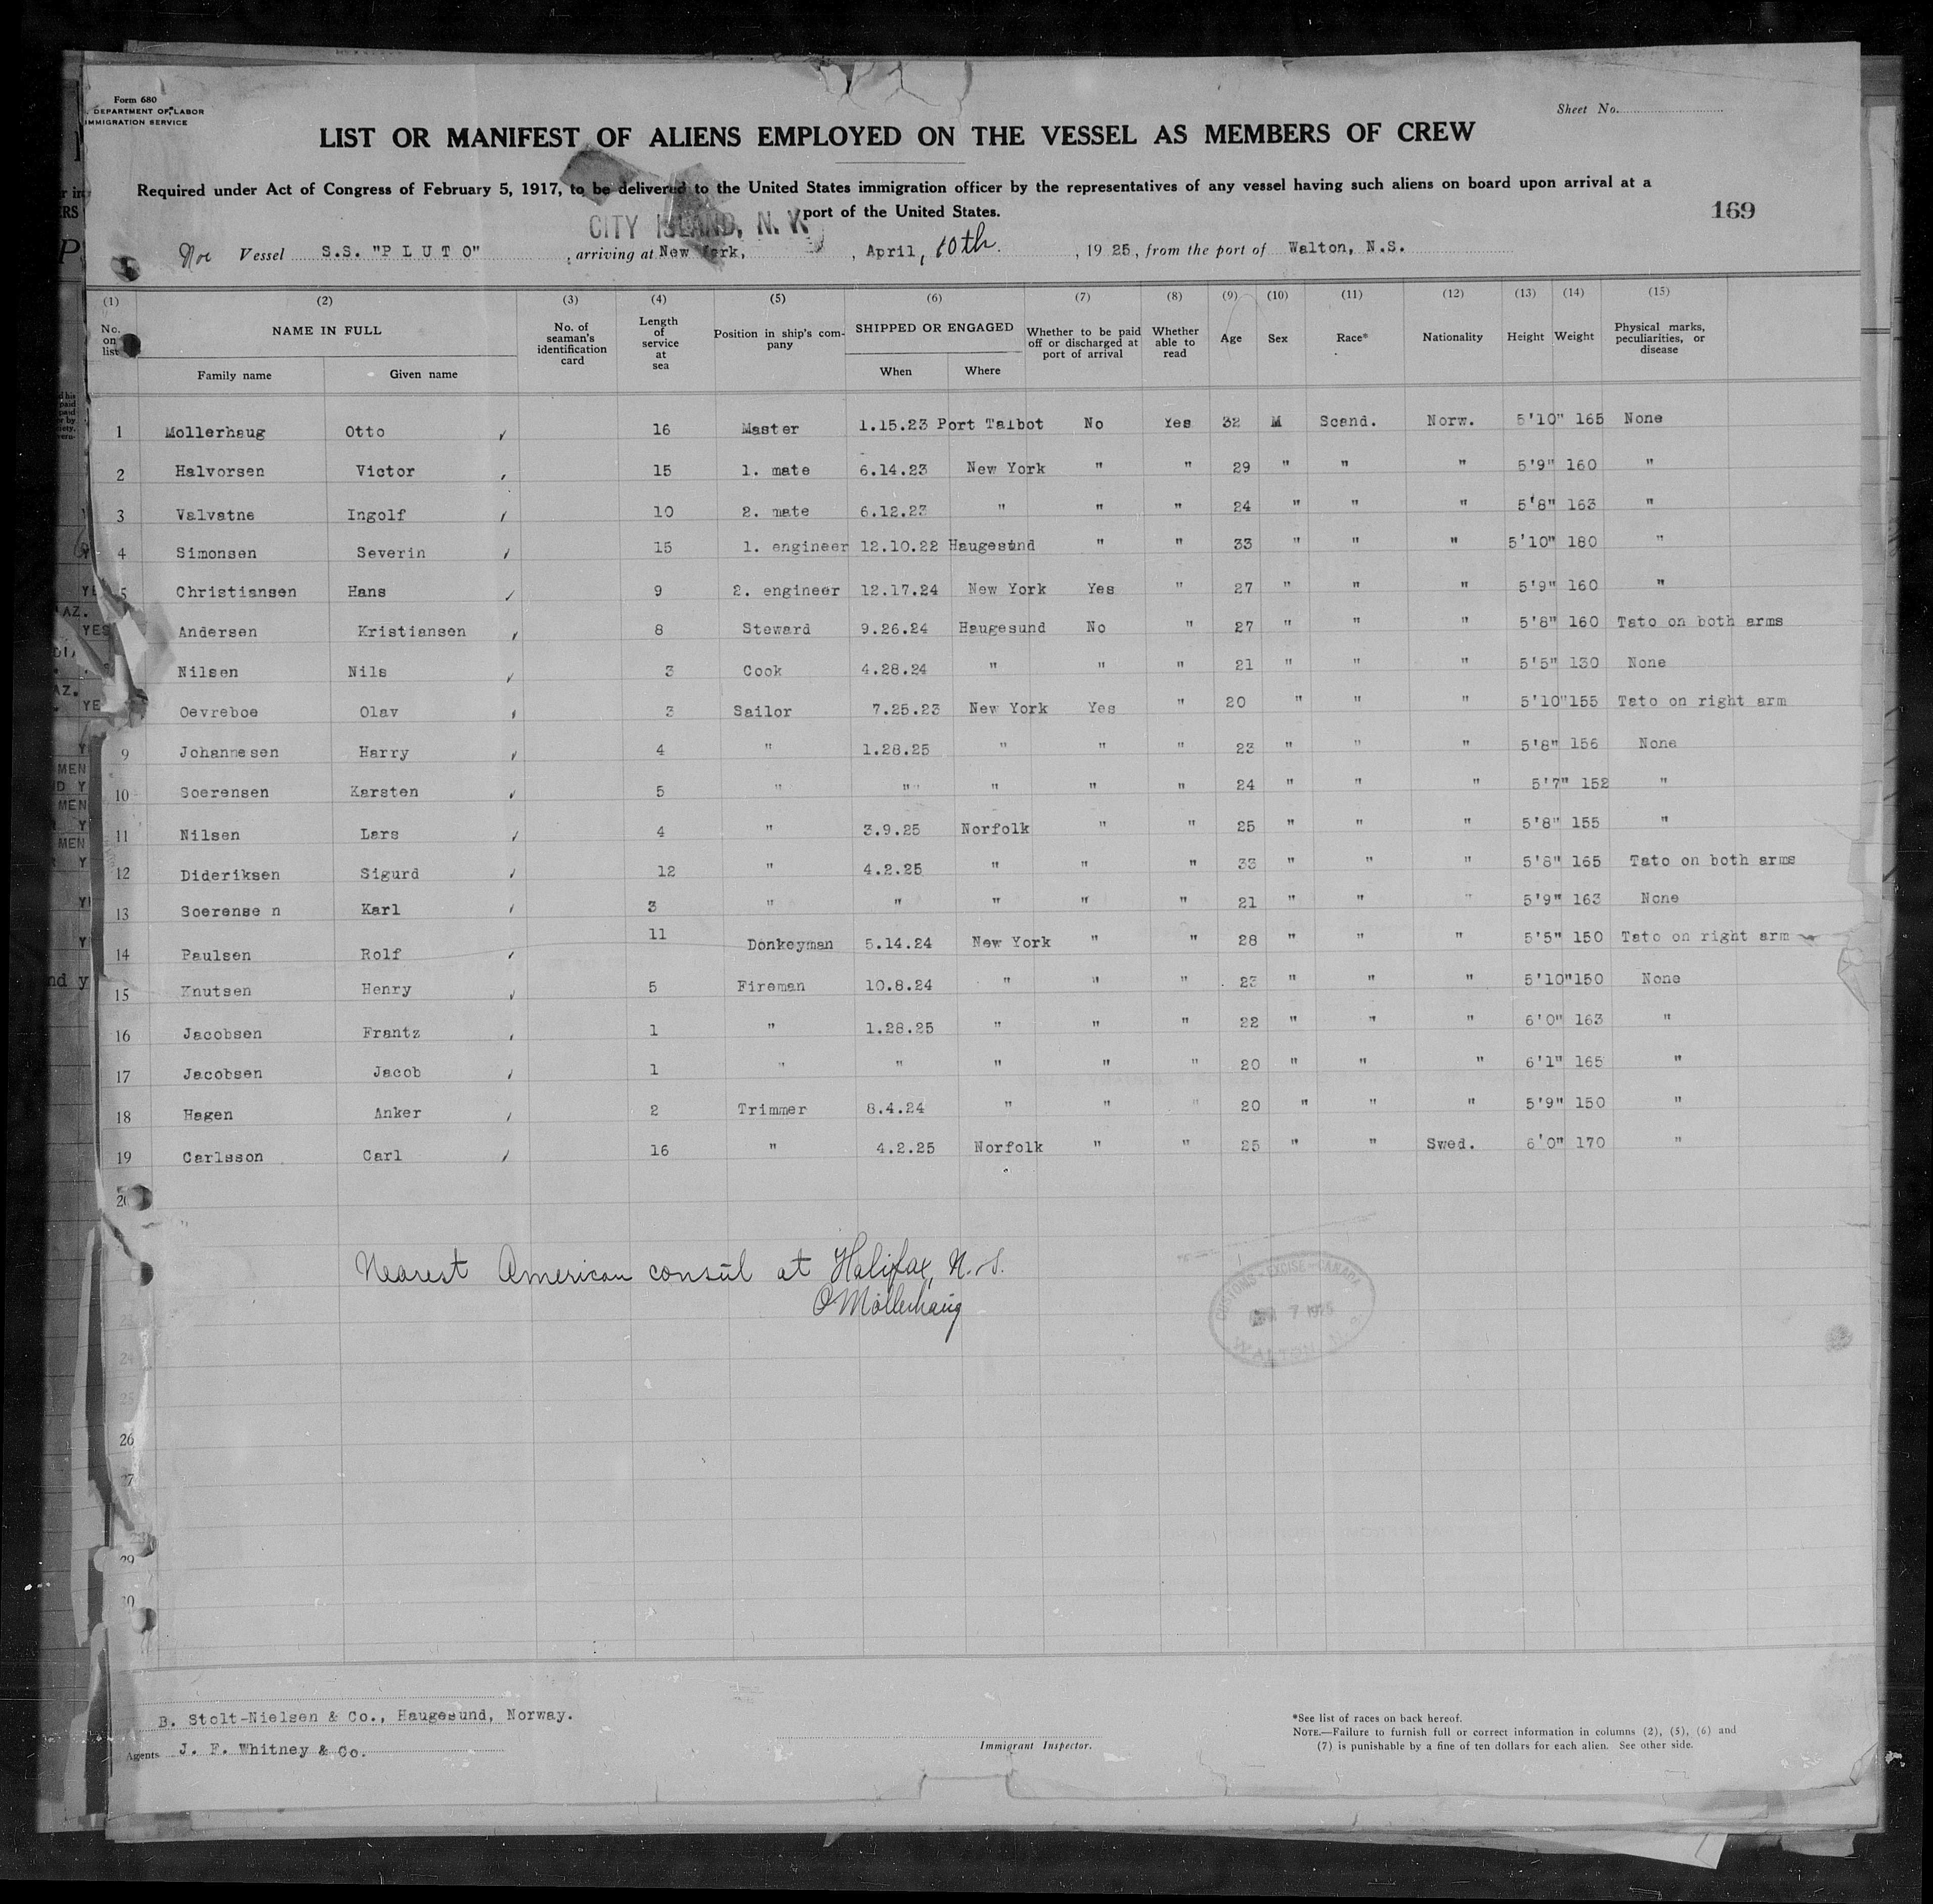 Form 680
DEPARTMENT OF LABOR
IMMIGRATION SERVICE
Sheet No.
LIST OR MANIFEST OF ALIENS EMPLOYED ON THE VESSEL AS MEMBERS OF CREW
Required under Act of Congress of February 5, 1917, to be delivered to the United States immigration officer by the representatives of any vessel having such aliens on board upon arrival at a
port of the United States.
169
CITY ISLAND, N. Y.
Nor Vessel S.S. "P L U T O", arriving at New York, , April, 10th. , 1925, from the port of Walton, N.S.
(1) (2) (3) (4) (5) (6) (7) (8) (9) (10) (11) (12) (13) (14) (15)
No. on list NAME IN FULL No. of seaman's identification card Length of service at sea Position in ship's company SHIPPED OR ENGAGED Whether to be paid off or discharged at port of arrival Whether able to read Age Sex Race* Nationality Height Weight Physical marks, peculiarities, or disease
Family name Given name When Where
1 Mollerhaug Otto 16 Master 1.15.23 Port Talbot No Yes 32 M Scand. Norw. 5'10" 165 None
2 Halvorsen Victor 15 1. mate 6.14.23 New York " " 29 " " " 5'9" 160 "
3 Valvatne Ingolf 10 2. mate 6.12.23 " " " 24 " " " 5'8" 163 "
4 Simonsen Severin 15 1. engineer 12.10.22 Haugesund " " 33 " " " 5'10" 180 "
5 Christiansen Hans 9 2. engineer 12.17.24 New York Yes " 27 " " " 5'9" 160 "
Andersen Kristiansen 8 Steward 9.26.24 Haugesund No " 27 " " " 5'8" 160 Tato on both arms
Nilsen Nils 3 Cook 4.28.24 " " " 21 " " " 5'5" 130 None
Oevreboe Olav 3 Sailor 7.25.23 New York Yes " 20 " " " 5'10" 155 Tato on right arm
9 Johannesen Harry 4 " 1.28.25 " " " 23 " " " 5'8" 156 None
10 Soerensen Karsten 5 " " " " " 24 " " " 5'7" 152 "
11 Nilsen Lars 4 " 3.9.25 Norfolk " " 25 " " " 5'8" 155 "
12 Dideriksen Sigurd 12 " 4.2.25 " " " 33 " " " 5'8" 165 Tato on both arms
13 Soerense n Karl 3 " " " " " 21 " " " 5'9" 163 None
14 Paulsen Rolf 11 Donkeyman 5.14.24 New York " " 28 " " " 5'5" 150 Tato on right arm
15 Knutsen Henry 5 Fireman 10.8.24 " " " 23 " " " 5'10" 150 None
16 Jacobsen Frantz 1 " 1.28.25 " " " 22 " " " 6'0" 163 "
17 Jacobsen Jacob 1 " " " " " 20 " " " 6'1" 165 "
18 Hagen Anker 2 Trimmer 8.4.24 " " " 20 " " " 5'9" 150 "
19 Carlsson Carl 16 " 4.2.25 Norfolk " " 25 " " Swed. 6'0" 170 "
Nearest American consul at Halifax, N.S.
O Möllerhaug
CUSTOMS-EXCISE-CANADA
7 1925
WALTON
24
25
26
29
B. Stolt-Nielsen & Co., Haugesund, Norway.
Agents J. F. Whitney & Co.
Immigrant Inspector.
*See list of races on back hereof.
NOTE.—Failure to furnish full or correct information in columns (2), (5), (6) and
(7) is punishable by a fine of ten dollars for each alien. See other side.